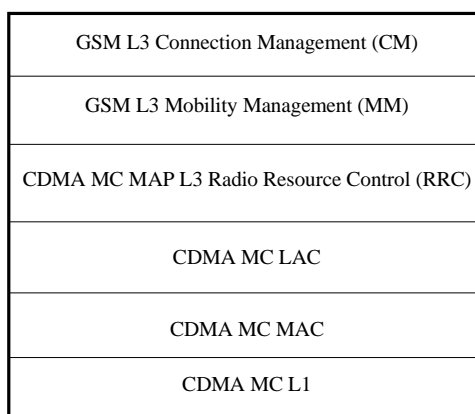 GSM L3 Connection Management (CM)
GSM L3 Mobility Management (MM)
CDMA MC MAP L3 Radio Resource Control (RRC)
CDMA MC LAC
CDMA MC MAC
CDMA MC L1